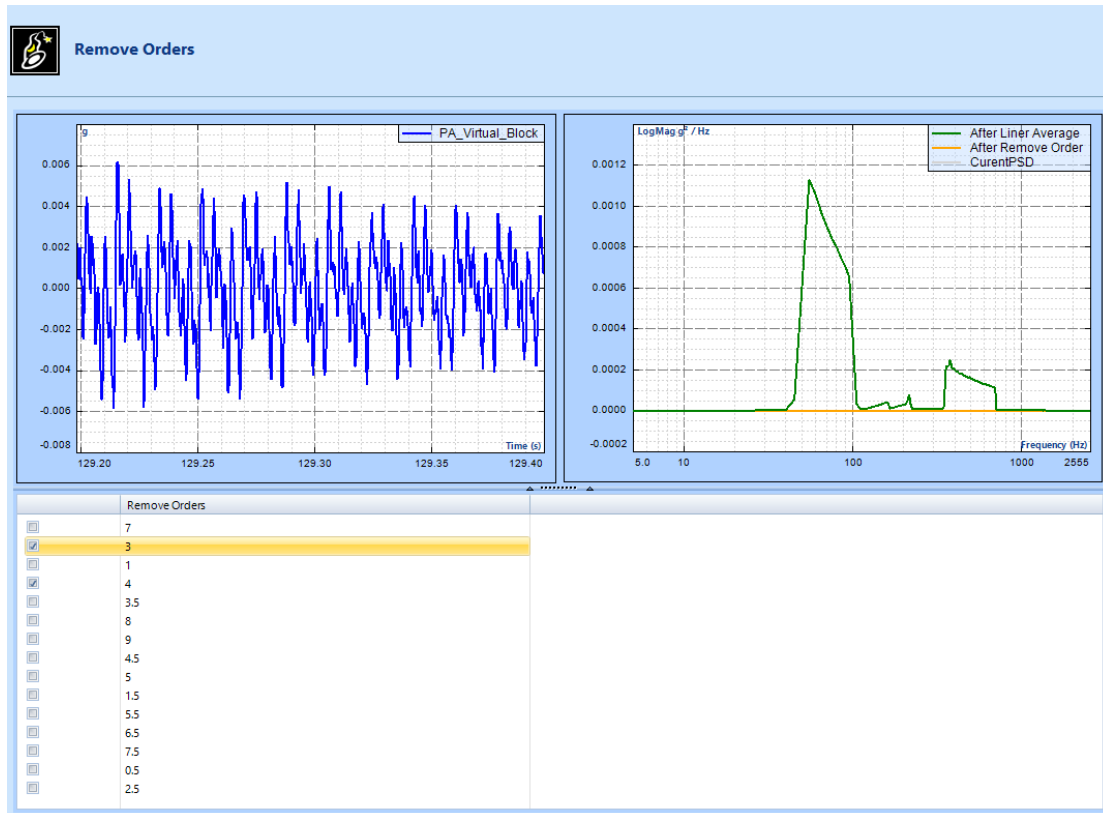 Remove Orders
g
PA_Virtual_Block
0.006
0.004
0.002
0.000
-0.002
-0.004
-0.006
-0.008
Time (s)
129.20 129.25 129.30 129.35 129.40
LogMag g² / Hz
After Liner Average
After Remove Order
CurentPSD
0.0012
0.0010
0.0008
0.0006
0.0004
0.0002
0.0000
-0.0002
Frequency (Hz)
5.0 10 100 1000 2555
Remove Orders
7
3
1
4
3.5
8
9
4.5
5
1.5
5.5
6.5
7.5
0.5
2.5